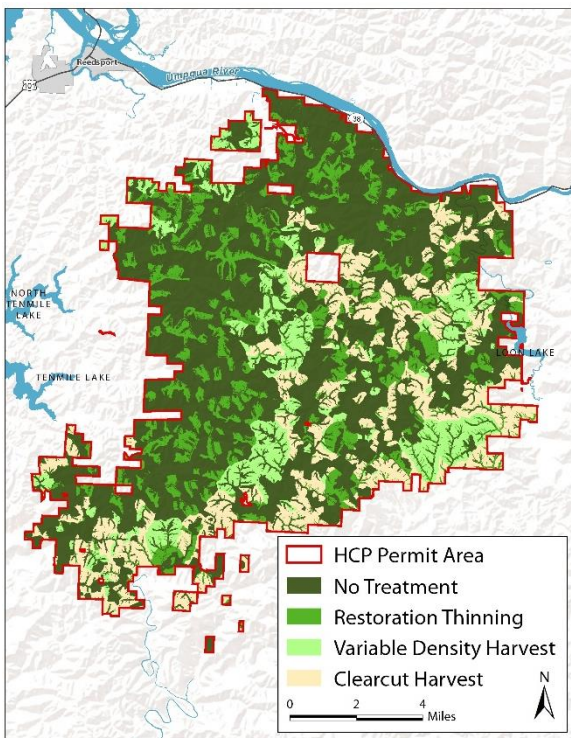 Reedsport
Umpqua River
38
NORTH
TENMILE
LAKE
TENMILE LAKE
LOON LAKE
HCP Permit Area
No Treatment
Restoration Thinning
Variable Density Harvest
Clearcut Harvest
N
0 2 4
Miles